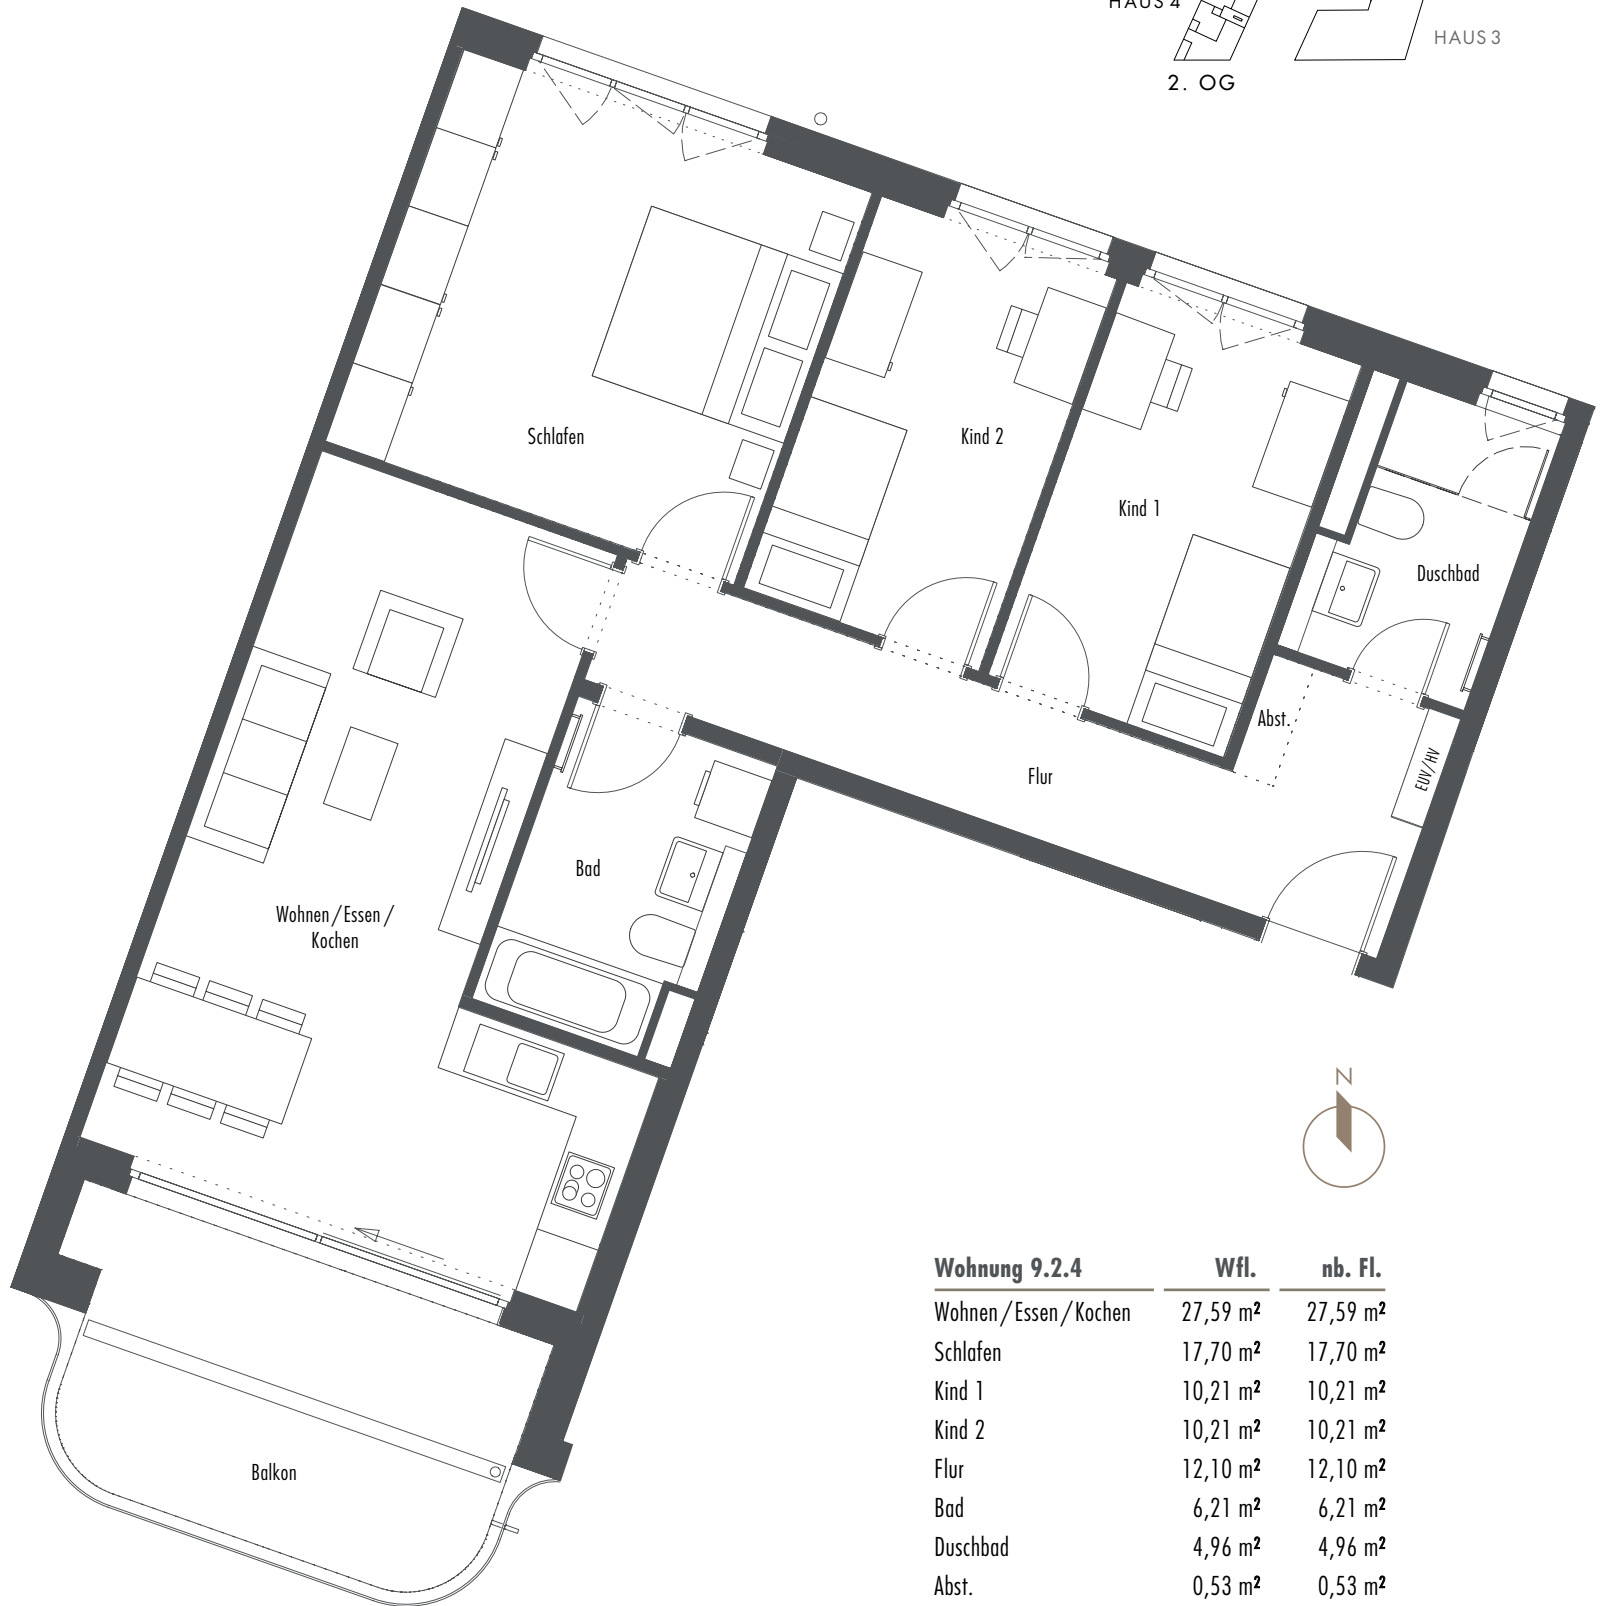 HAUS 4
HAUS 3
2. OG
Schlafen
Kind 2
Kind 1
Duschbad
Abst.
Flur
EUV/HV
Bad
Wohnen/Essen/
Kochen
Balkon
N
Wohnung 9.2.4 Wfl. nb. Fl.
Wohnen/Essen/Kochen 27,59 m² 27,59 m²
Schlafen 17,70 m² 17,70 m²
Kind 1 10,21 m² 10,21 m²
Kind 2 10,21 m² 10,21 m²
Flur 12,10 m² 12,10 m²
Bad 6,21 m² 6,21 m²
Duschbad 4,96 m² 4,96 m²
Abst. 0,53 m² 0,53 m²